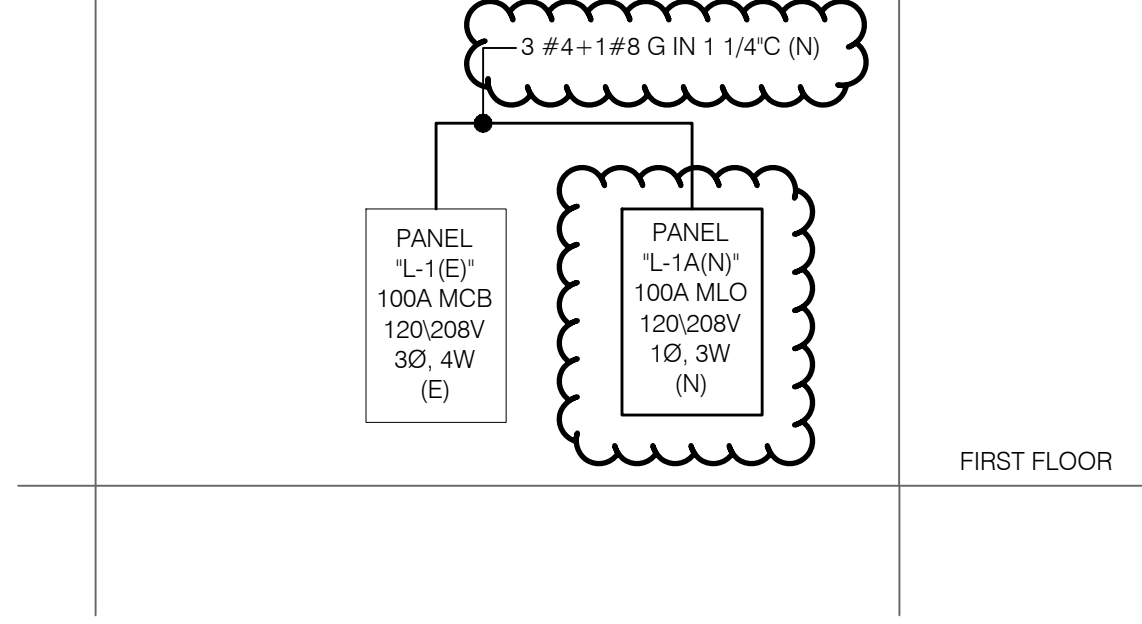 3 #4+1#8 G IN 1 1/4"C (N)
PANEL
"L-1(E)"
100A MCB
120\208V
3Ø, 4W
(E)
PANEL
"L-1A(N)"
100A MLO
120\208V
1Ø, 3W
(N)
FIRST FLOOR